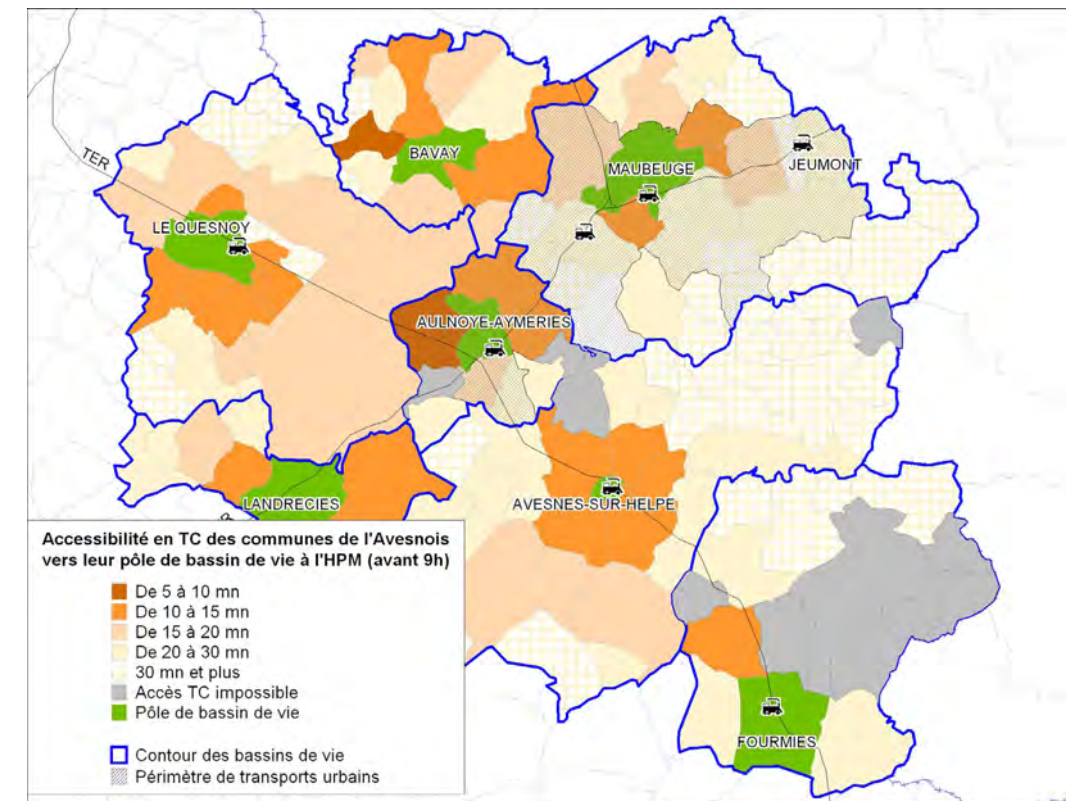 TER
BAVAY
MAUBEUGE
JEUMONT
LE QUESNOY
AULNOYE-AYMERIES
LANDRECIES
AVESNES-SUR-HELPE
FOURMIES
Accessibilité en TC des communes de l'Avesnois
vers leur pôle de bassin de vie à l'HPM (avant 9h)
De 5 à 10 mn
De 10 à 15 mn
De 15 à 20 mn
De 20 à 30 mn
30 mn et plus
Accès TC impossible
Pôle de bassin de vie
Contour des bassins de vie
Périmètre de transports urbains